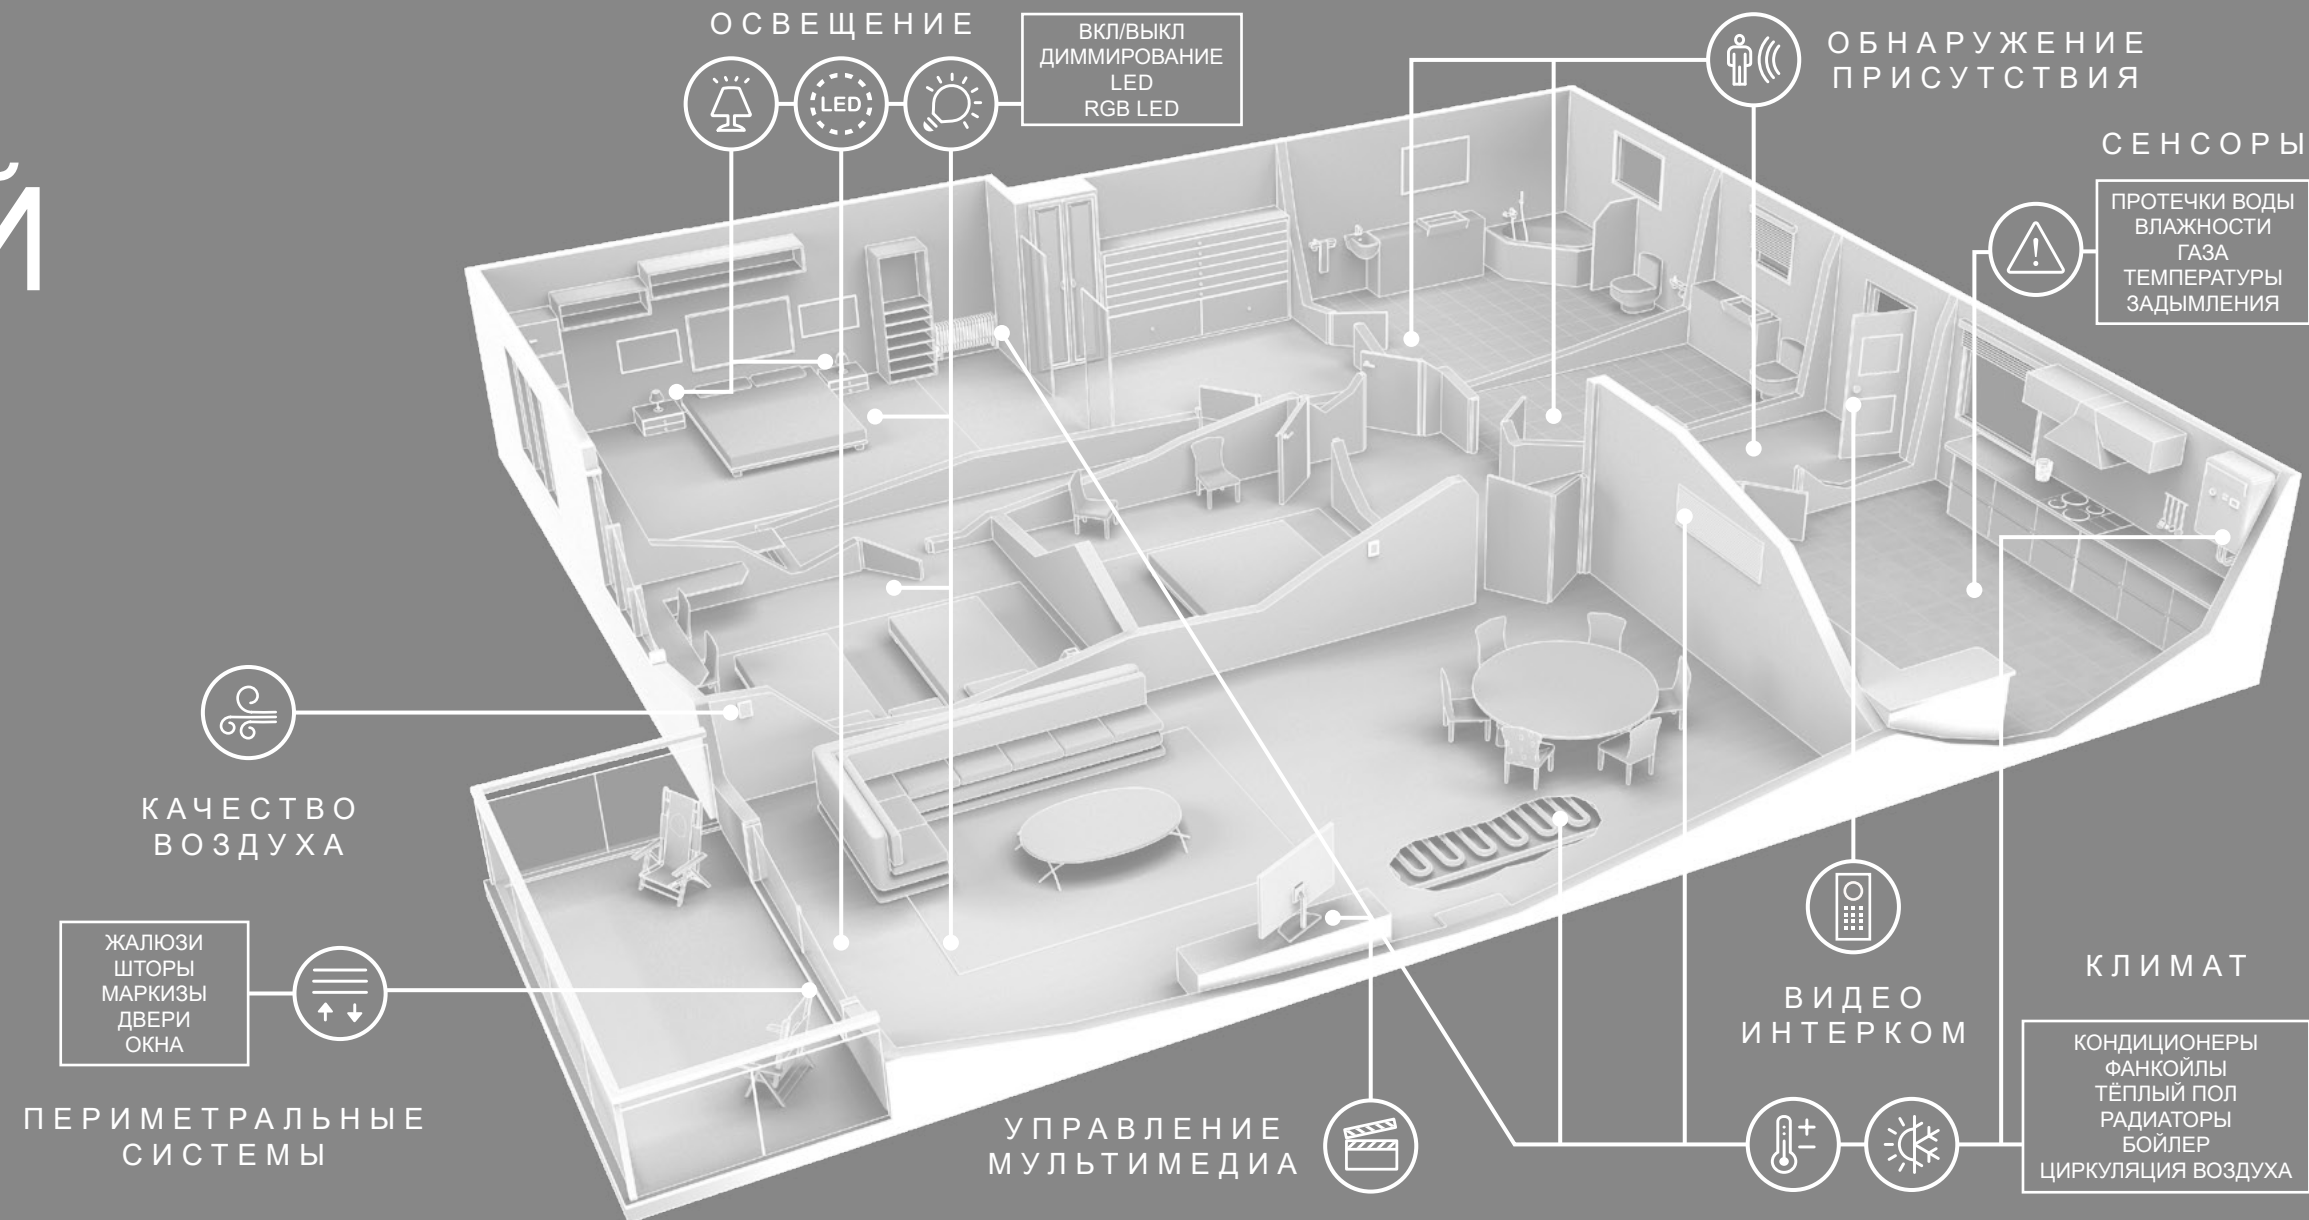 Й
ОСВЕЩЕНИЕ
LED
ВКЛ/ВЫКЛ
ДИММИРОВАНИЕ
LED
RGB LED
ОБНАРУЖЕНИЕ
ПРИСУТСТВИЯ
СЕНСОРЫ
ПРОТЕЧКИ ВОДЫ
ВЛАЖНОСТИ
ГАЗА
ТЕМПЕРАТУРЫ
ЗАДЫМЛЕНИЯ
КАЧЕСТВО
ВОЗДУХА
ЖАЛЮЗИ
ШТОРЫ
МАРКИЗЫ
ДВЕРИ
ОКНА
ПЕРИМЕТРАЛЬНЫЕ
СИСТЕМЫ
УПРАВЛЕНИЕ
МУЛЬТИМЕДИА
ВИДЕО
ИНТЕРКОМ
КЛИМАТ
КОНДИЦИОНЕРЫ
ФАНКОЙЛЫ
ТЁПЛЫЙ ПОЛ
РАДИАТОРЫ
БОЙЛЕР
ЦИРКУЛЯЦИЯ ВОЗДУХА